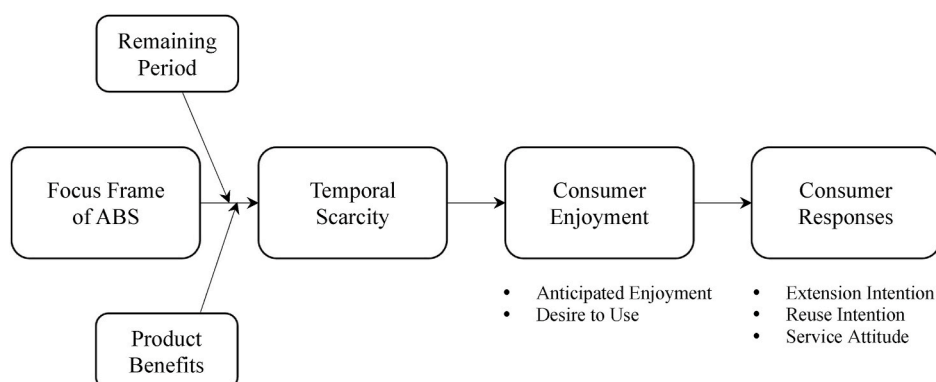 Remaining
Period
Focus Frame
of ABS
Temporal
Scarcity
Consumer
Enjoyment
Consumer
Responses
• Anticipated Enjoyment
• Desire to Use
• Extension Intention
• Reuse Intention
• Service Attitude
Product
Benefits